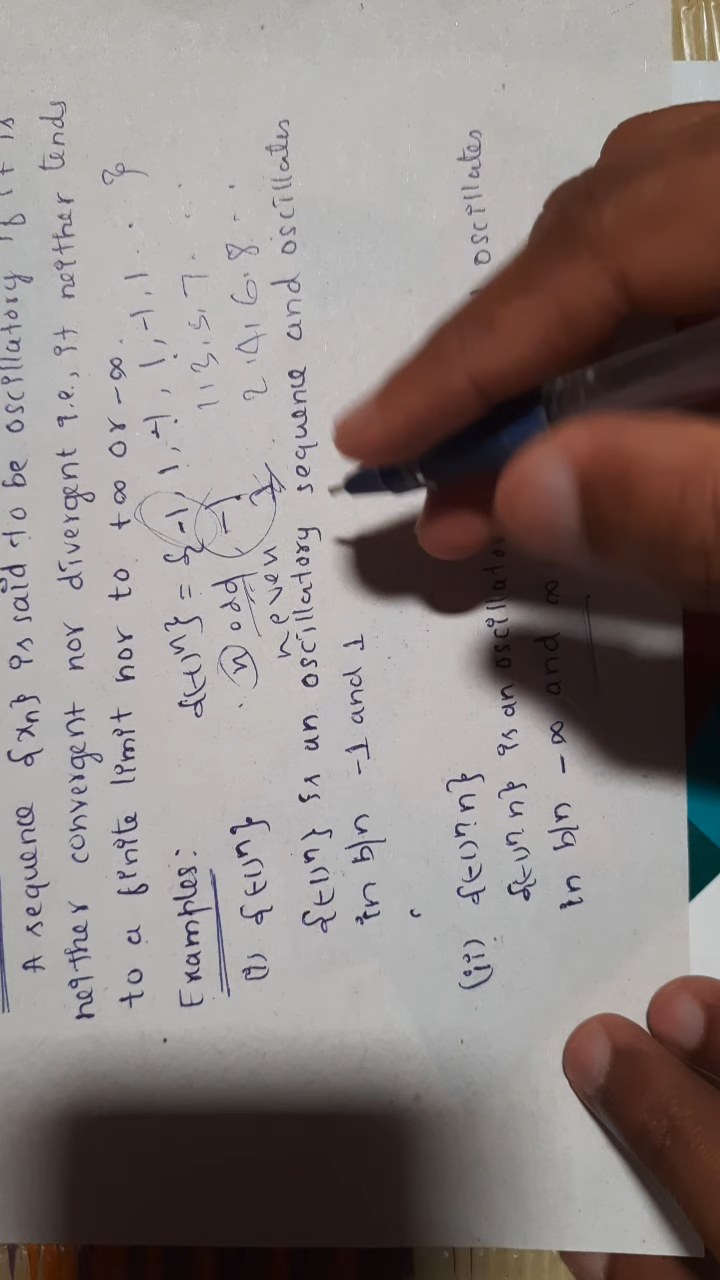 A sequence {xn} is said to be oscillatory if it is
neither convergent nor divergent i.e., it neither tends
to a finite limit nor to +∞ or -∞.
Examples: {(-1)^n} = {-1, 1, -1, 1, -1, 1 . . }
(i) {(-1)^n} . n odd -1 1, 3, 5, 7 . . .
n even 1 2, 4, 6, 8 . . .
{(-1)^n} is an oscillatory sequence and oscillates
in b/n -1 and 1
(ii) {(-1)^n n}
{(-1)^n n} is an oscillates
in b/n -∞ and ∞